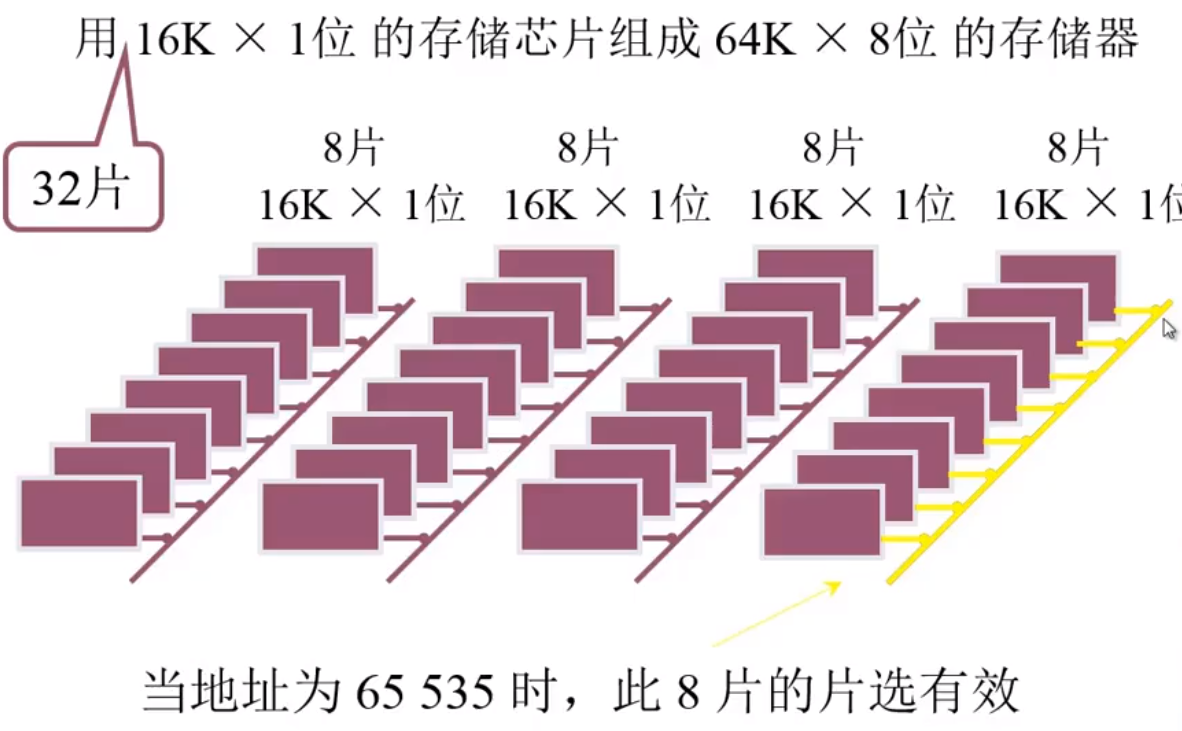 用 16K × 1位 的存储芯片组成 64K × 8位 的存储器
32片
8片 8片 8片 8片
16K × 1位 16K × 1位 16K × 1位 16K × 1位
当地址为 65 535 时，此 8 片的片选有效